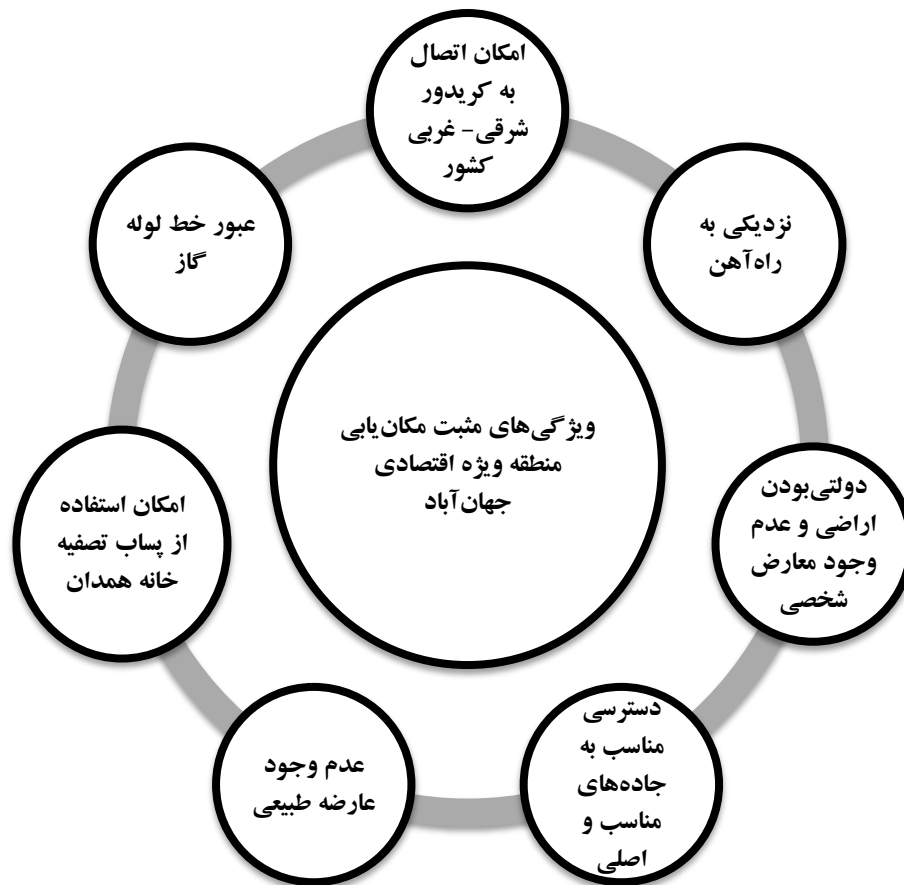 امکان اتصال
به کریدور
شرقی- غربی
کشور
نزدیکی به
راه‌آهن
دولتی‌بودن
اراضی و عدم
وجود معارض
شخصی
دسترسی
مناسب به
جاده‌های
مناسب و
اصلی
عدم وجود
عارضه طبیعی
امکان استفاده
از پساب تصفیه
خانه همدان
عبور خط لوله
گاز
ویژگی‌های مثبت مکان‌یابی
منطقه ویژه اقتصادی
جهان‌آباد